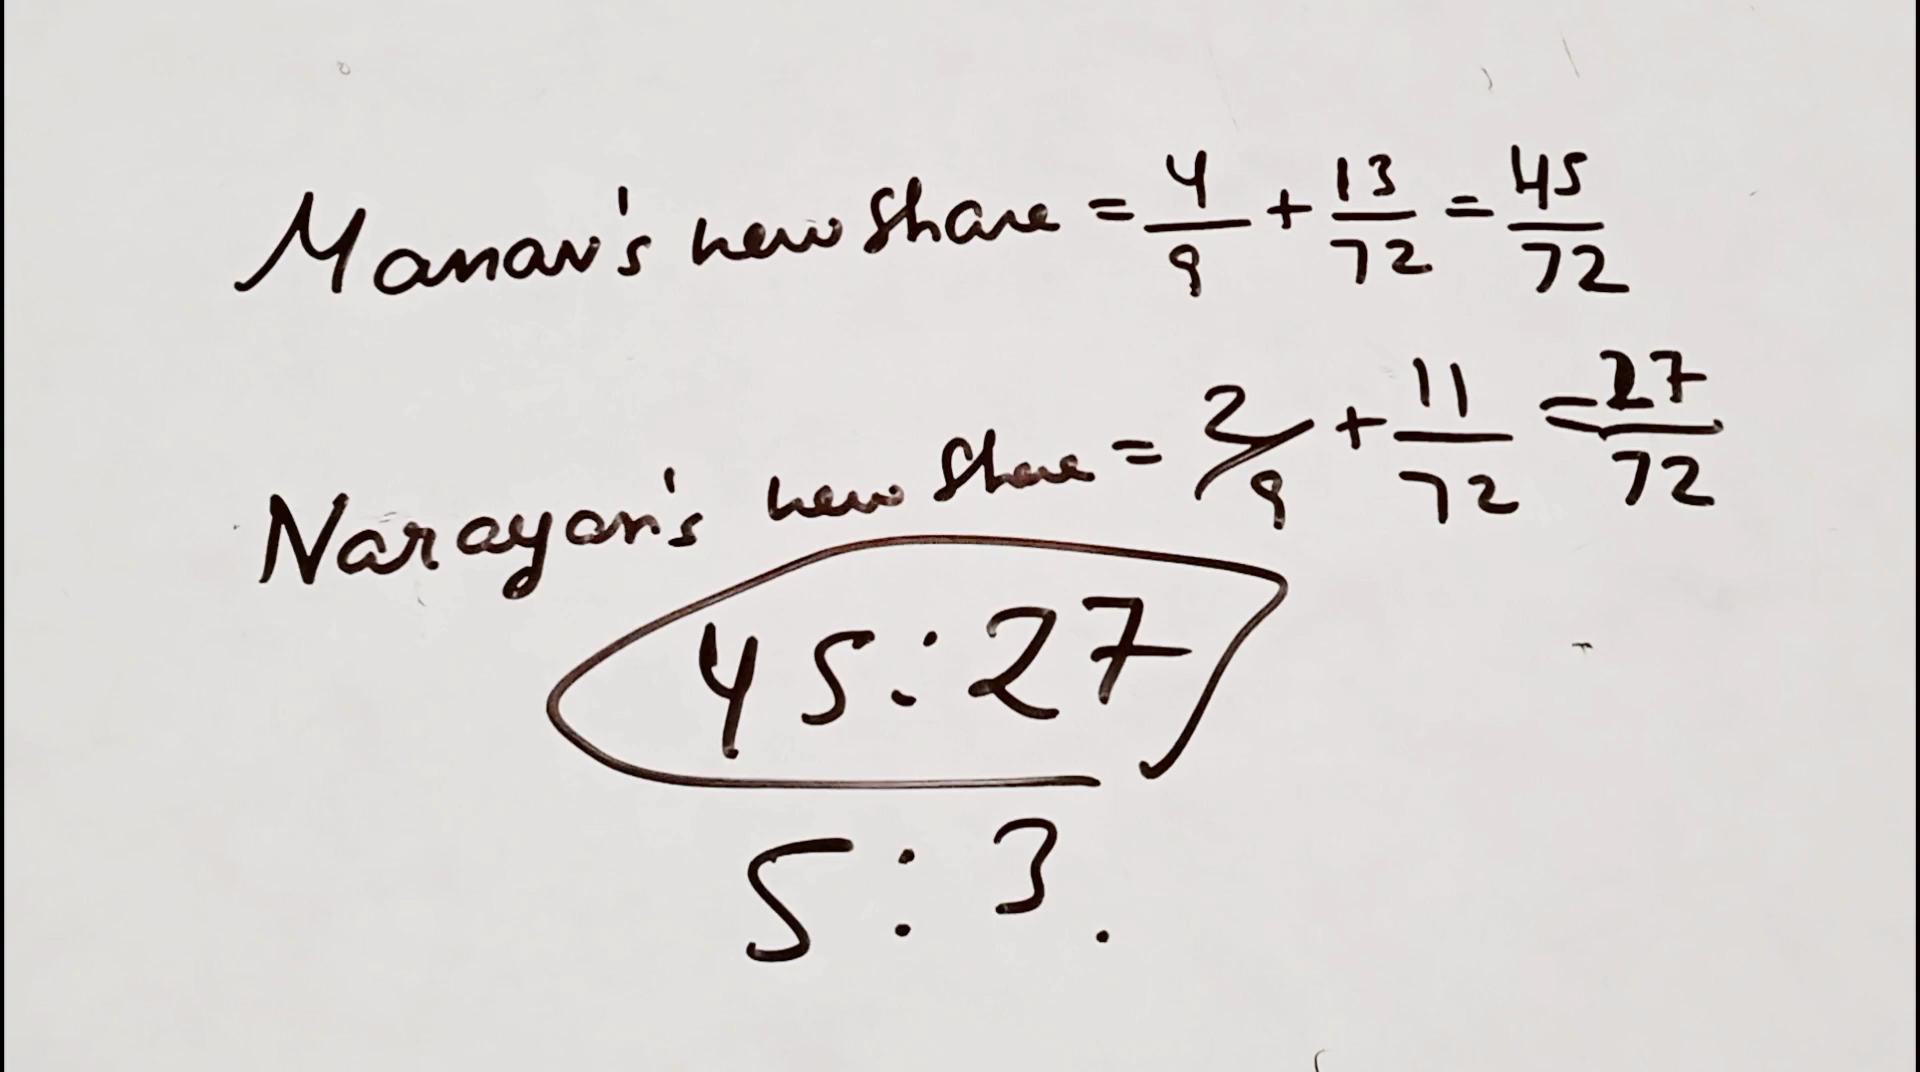 Manav's new share = 4/9 + 13/72 = 45/72
Narayan's new share = 2/9 + 11/72 = 27/72
45:27
5:3.